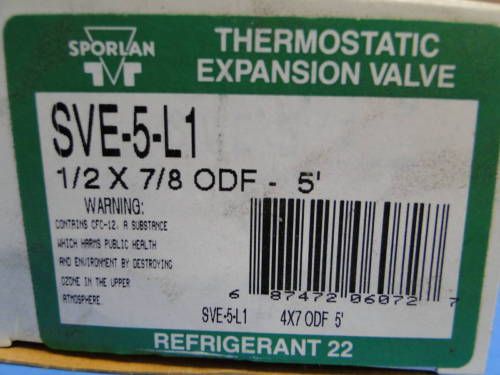 SPORLAN
THERMOSTATIC
EXPANSION VALVE
SVE-5-L1
1/2 X 7/8 ODF - 5'
WARNING:
CONTAINS CFC-12, A SUBSTANCE
WHICH HARMS PUBLIC HEALTH
AND ENVIRONMENT BY DESTROYING
OZONE IN THE UPPER
ATMOSPHERE
6 87472 06072 7
SVE-5-L1 4X7 ODF 5'
REFRIGERANT 22